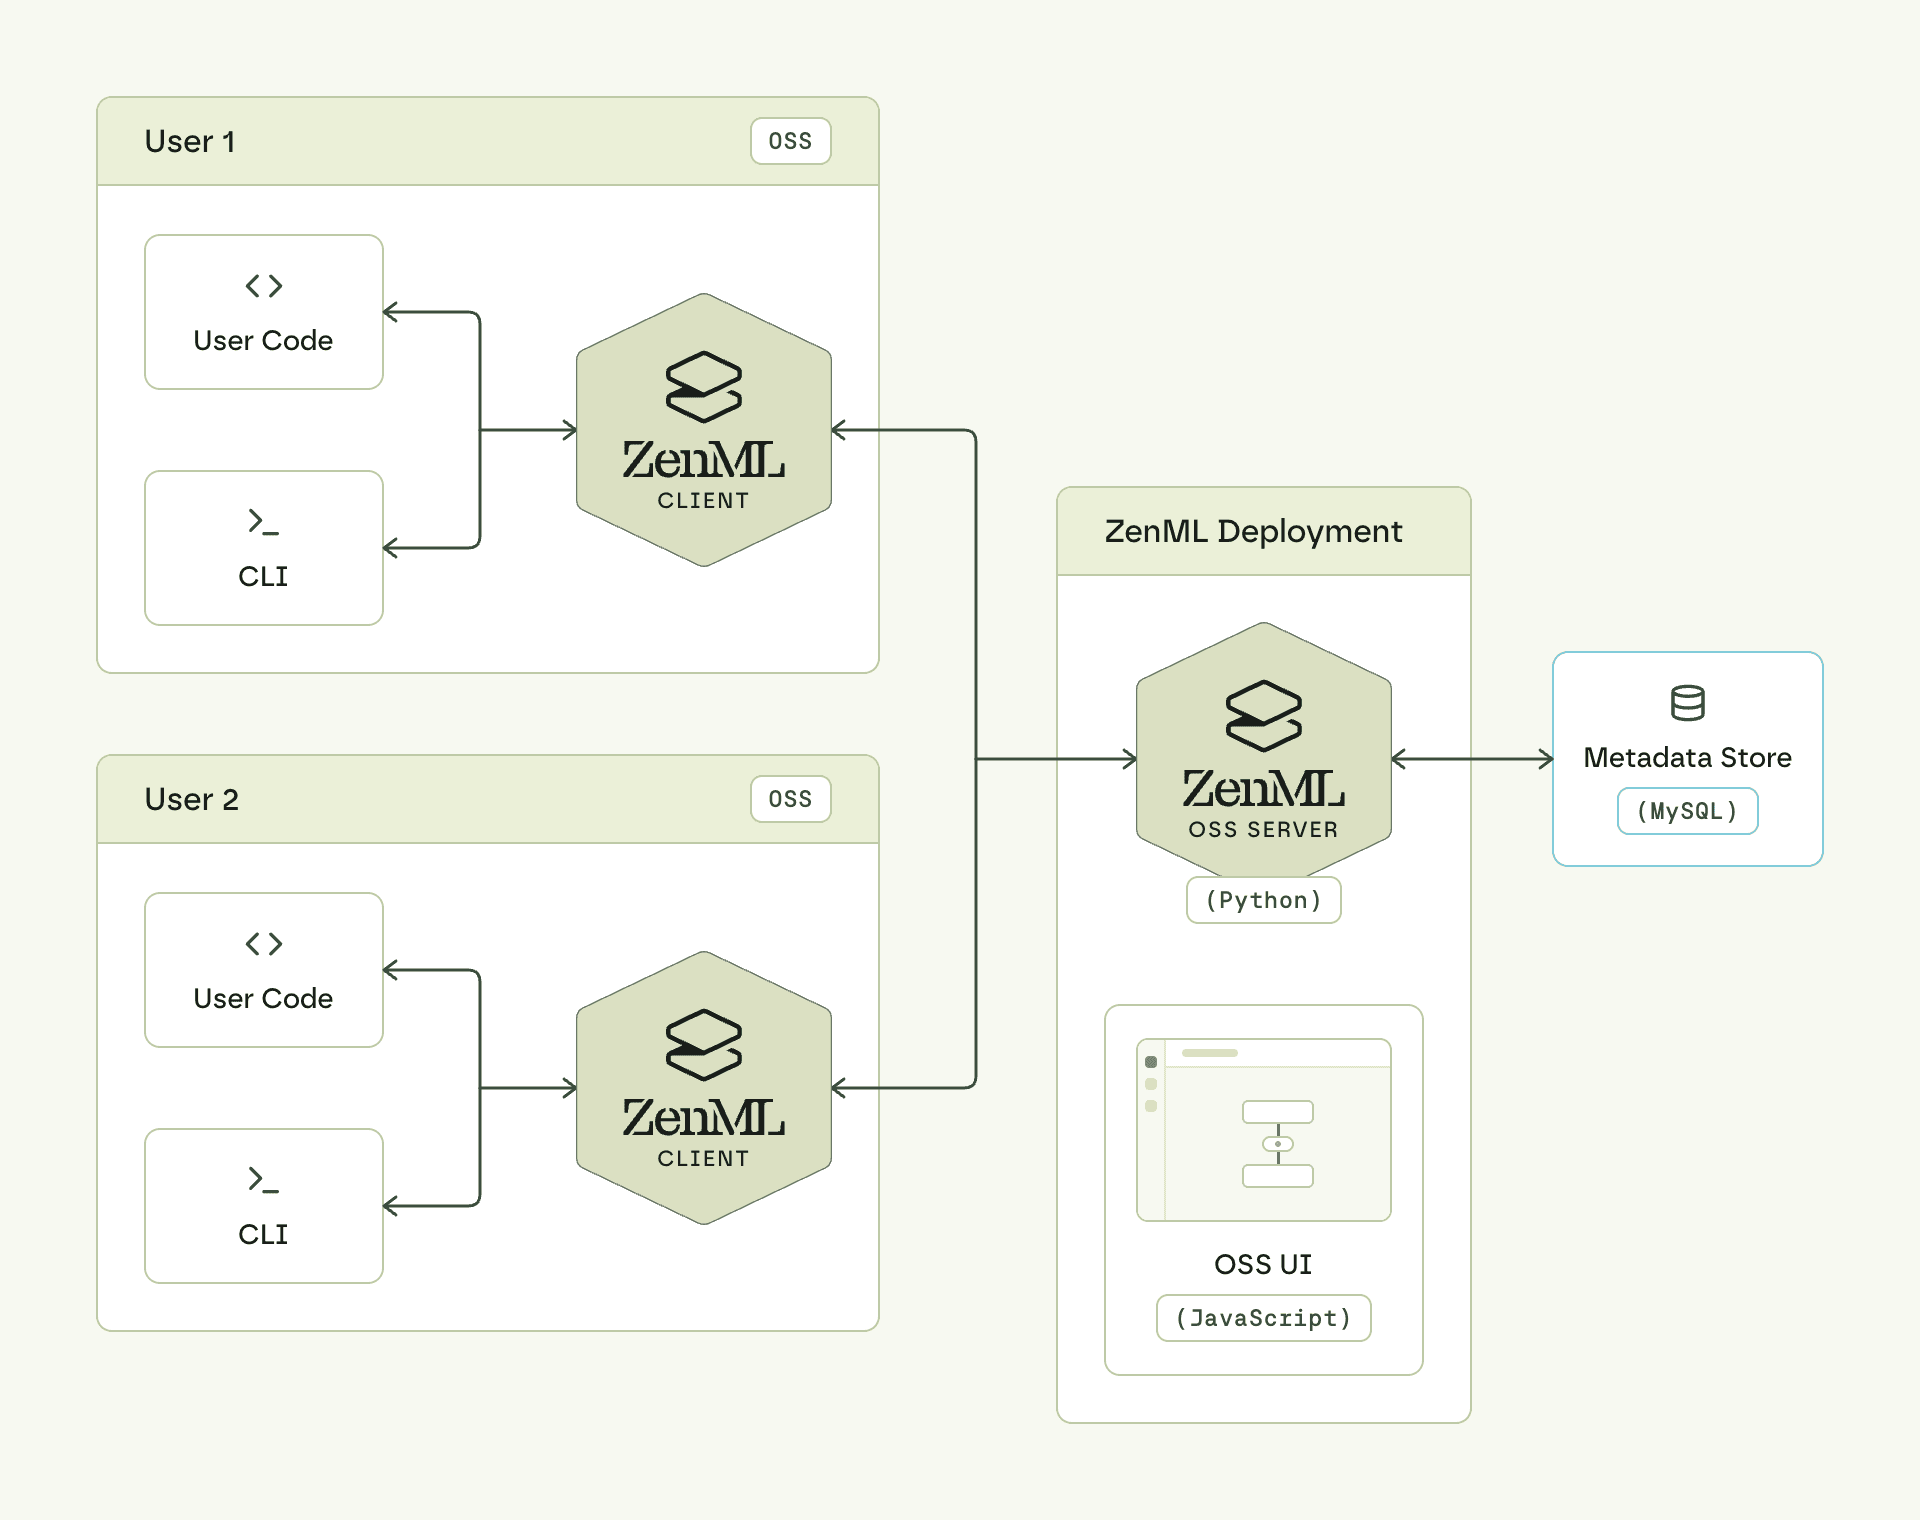 User 1
OSS
User Code
CLI
ZenML
CLIENT
User 2
OSS
User Code
CLI
ZenML
CLIENT
ZenML Deployment
ZenML
OSS SERVER
(Python)
OSS UI
(JavaScript)
Metadata Store
(MySQL)